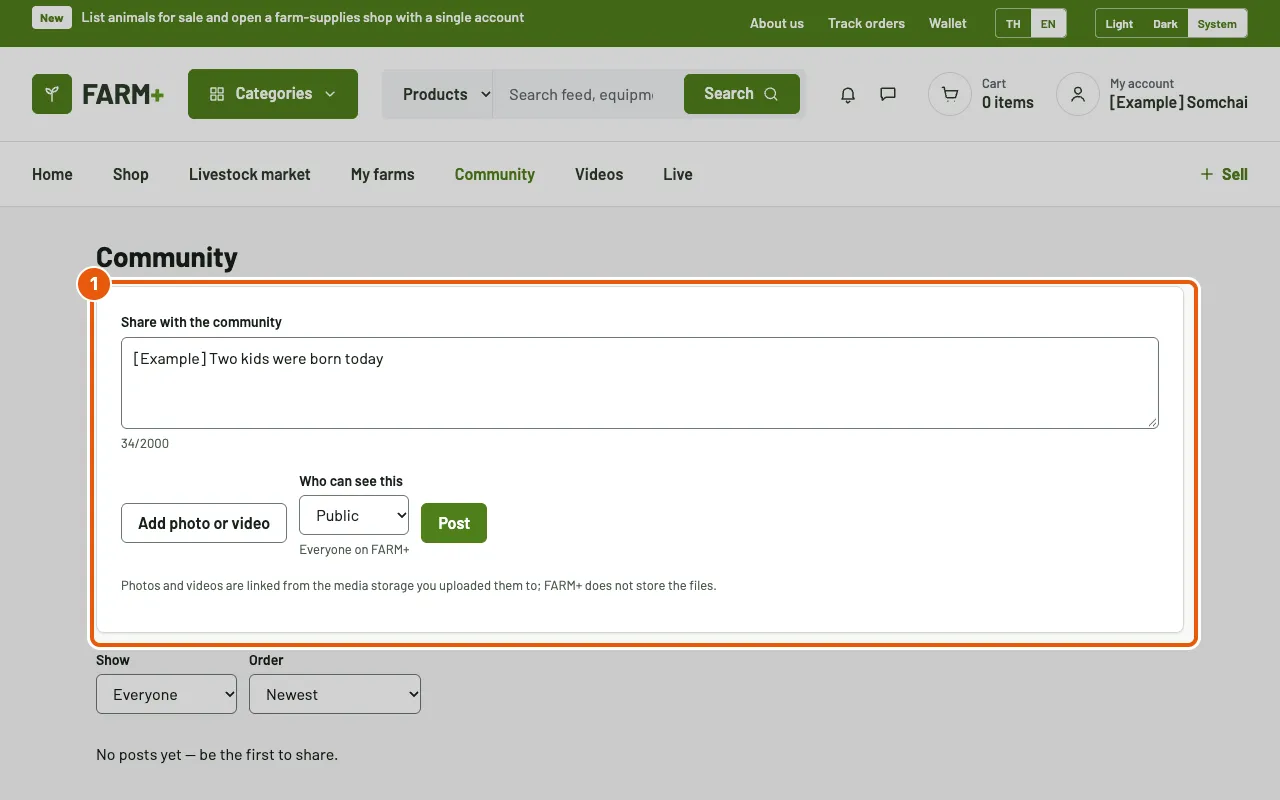 New List animals for sale and open a farm-supplies shop with a single account
About us Track orders Wallet TH EN Light Dark System
FARM+ Categories Products Search feed, equipm Search Cart 0 items My account [Example] Somchai
Home Shop Livestock market My farms Community Videos Live + Sell
Community
1
Share with the community
[Example] Two kids were born today
34/2000
Who can see this
Add photo or video Public Post
Everyone on FARM+
Photos and videos are linked from the media storage you uploaded them to; FARM+ does not store the files.
Show Order
Everyone Newest
No posts yet — be the first to share.